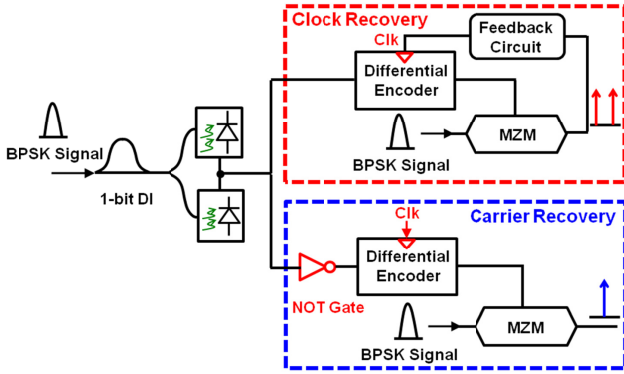 Clock Recovery
Clk
Feedback
Circuit
Differential
Encoder
BPSK Signal
MZM
BPSK Signal
1-bit DI
Clk
Carrier Recovery
Differential
Encoder
NOT Gate
MZM
BPSK Signal